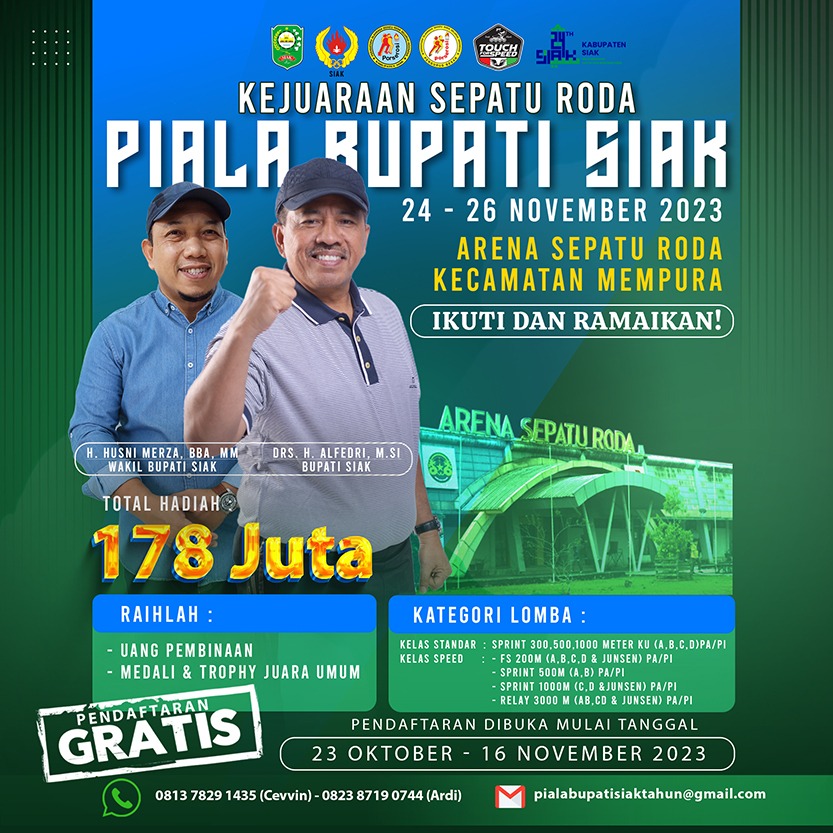 SIAK
SIAK
Porserosi
TOUCH
FOR SPEED
24TH
SIAK
KABUPATEN
SIAK
KEJUARAAN SEPATU RODA
PIALA BUPATI SIAK
24 - 26 NOVEMBER 2023
ARENA SEPATU RODA
KECAMATAN MEMPURA
IKUTI DAN RAMAIKAN!
ARENA SEPATU RODA
H. HUSNI MERZA, BBA, MM
WAKIL BUPATI SIAK
DRS. H. ALFEDRI, M.SI
BUPATI SIAK
TOTAL HADIAH :
178 Juta
RAIHLAH :
- UANG PEMBINAAN
- MEDALI & TROPHY JUARA UMUM
KATEGORI LOMBA :
KELAS STANDAR : SPRINT 300,500,1000 METER KU (A,B,C,D)PA/PI
KELAS SPEED : - FS 200M (A,B,C,D & JUNSEN) PA/PI
- SPRINT 500M (A,B) PA/PI
- SPRINT 1000M (C,D &JUNSEN) PA/PI
- RELAY 3000 M (AB,CD & JUNSEN) PA/PI
PENDAFTARAN
GRATIS
PENDAFTARAN DIBUKA MULAI TANGGAL
23 OKTOBER - 16 NOVEMBER 2023
0813 7829 1435 (Cevvin) - 0823 8719 0744 (Ardi)
pialabupatisiaktahun@gmail.com